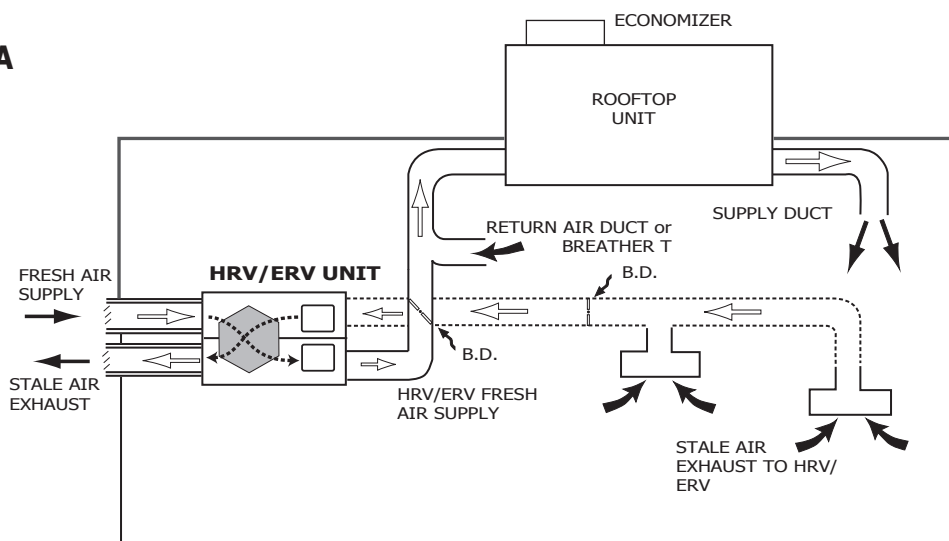 A
ECONOMIZER
ROOFTOP
UNIT
SUPPLY DUCT
RETURN AIR DUCT or
BREATHER T
B.D.
FRESH AIR
SUPPLY
HRV/ERV UNIT
B.D.
STALE AIR
EXHAUST
HRV/ERV FRESH
AIR SUPPLY
STALE AIR
EXHAUST TO HRV/
ERV